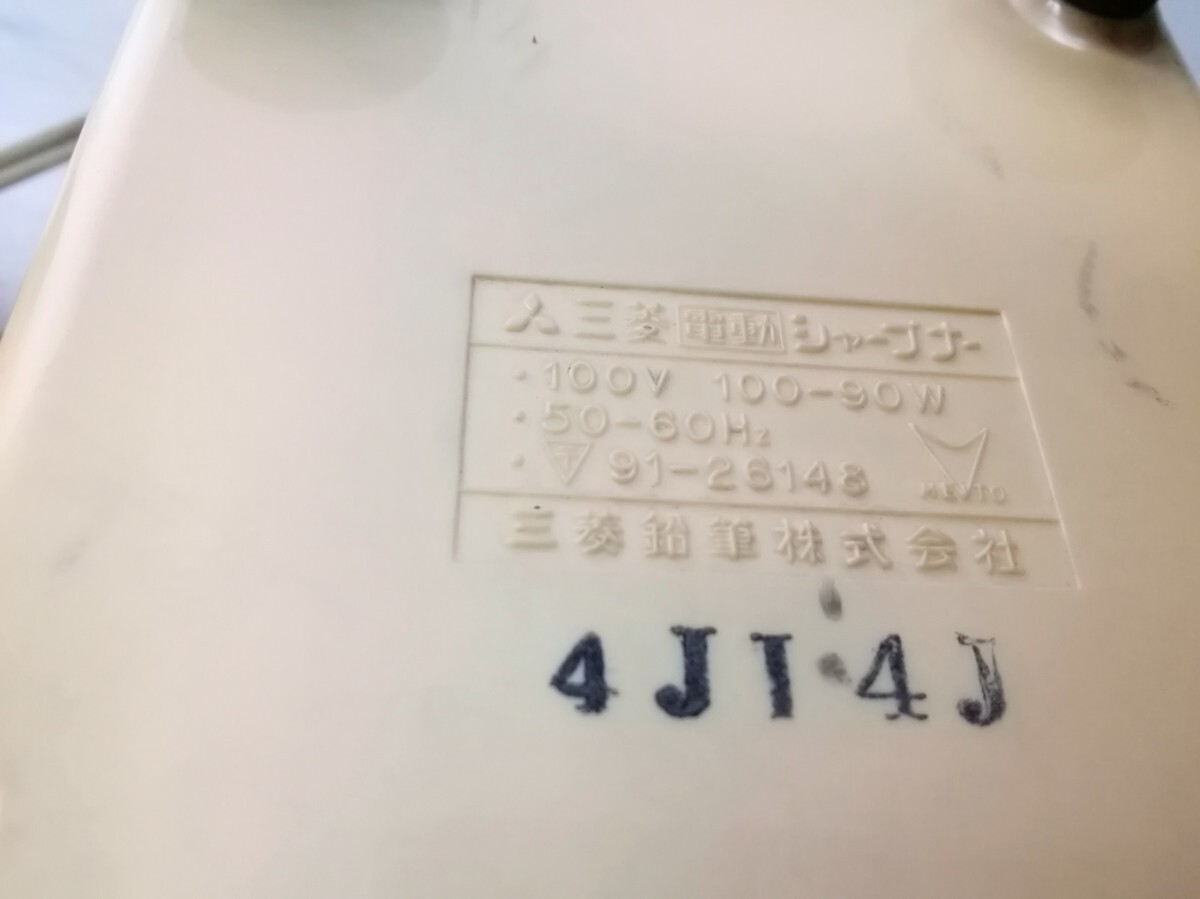 三菱電動シャープナー
・100V 100-90W
・50-60Hz
・T 91-26148
三菱鉛筆株式会社
4JI4J